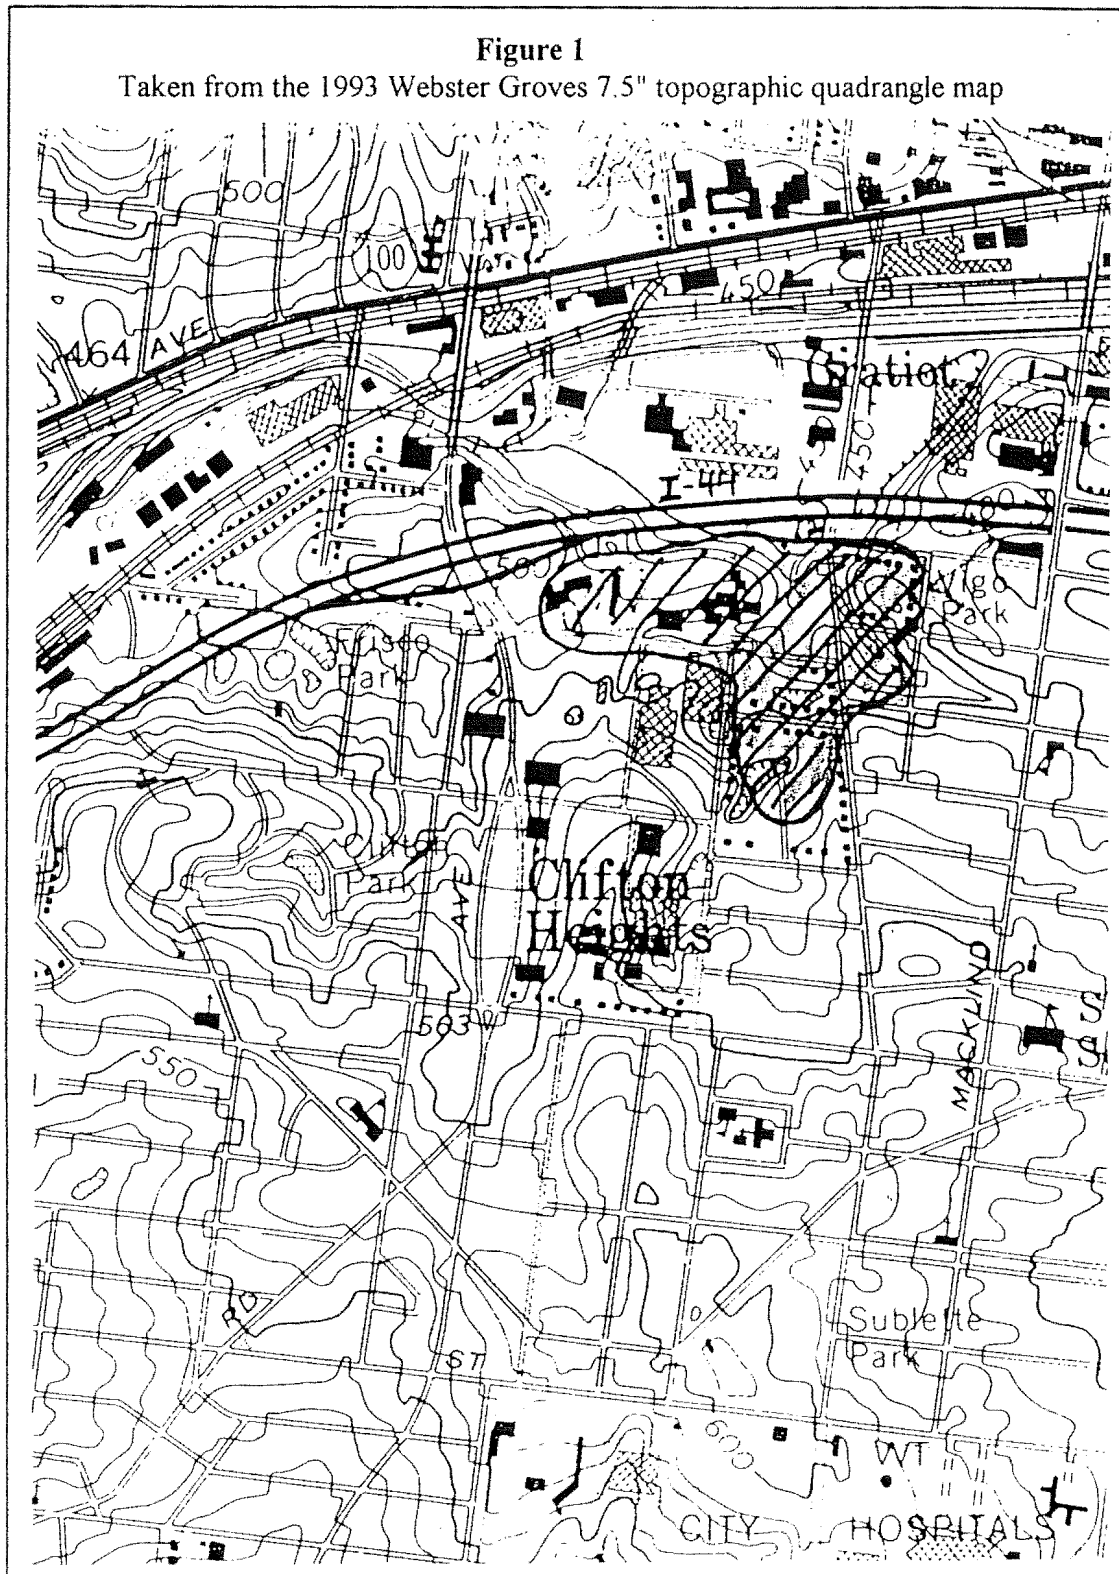 Figure 1
Taken from the 1993 Webster Groves 7.5" topographic quadrangle map
500
100
450
464 AVE
Gratiot
450
I-44
500
Vigo
Park
Frisco
Park
Clifton
Park
AVE
Clifton
Heights
563
550
MACKLIND
S
S
RD
ST
Sublette
Park
600
WT
CITY HOSPITALS